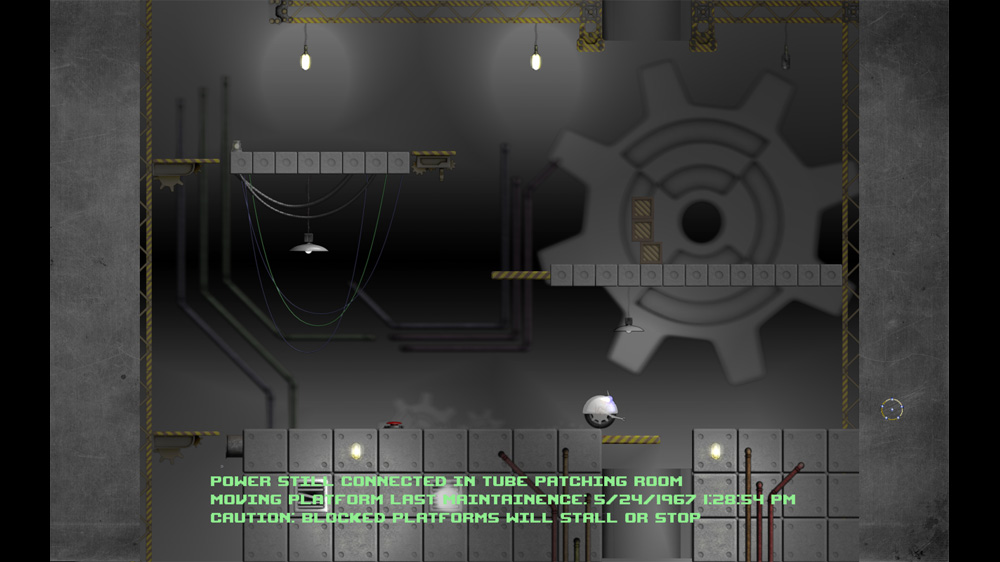 POWER STILL CONNECTED IN TUBE PATCHING ROOM
MOVING PLATFORM LAST MAINTAINENCE: 5/24/1967 1:28:54 PM
CAUTION: BLOCKED PLATFORMS WILL STALL OR STOP